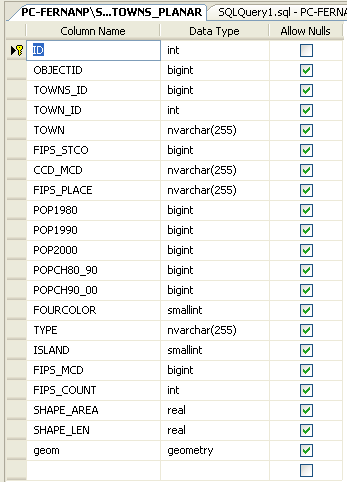 PC-FERNANP\S...TOWNS_PLANAR SQLQuery1.sql - PC-FERNA
Column Name Data Type Allow Nulls
ID int
OBJECTID bigint
TOWNS_ID bigint
TOWN_ID int
TOWN nvarchar(255)
FIPS_STCO bigint
CCD_MCD nvarchar(255)
FIPS_PLACE nvarchar(255)
POP1980 bigint
POP1990 bigint
POP2000 bigint
POPCH80_90 bigint
POPCH90_00 bigint
FOURCOLOR smallint
TYPE nvarchar(255)
ISLAND smallint
FIPS_MCD bigint
FIPS_COUNT int
SHAPE_AREA real
SHAPE_LEN real
geom geometry